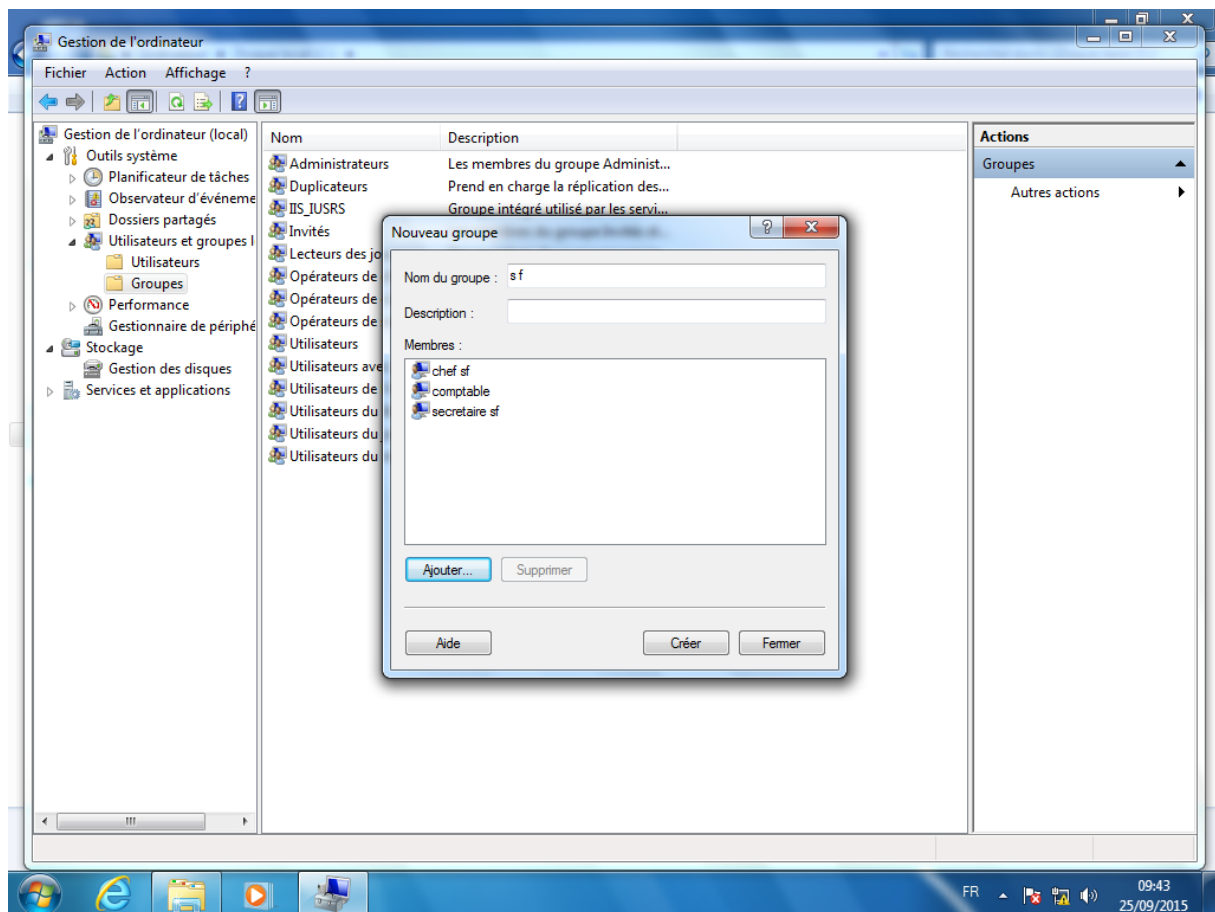 Gestion de l'ordinateur
Fichier Action Affichage ?
Gestion de l'ordinateur (local)
Outils système
Planificateur de tâches
Observateur d'événeme
Dossiers partagés
Utilisateurs et groupes l
Utilisateurs
Groupes
Performance
Gestionnaire de périphé
Stockage
Gestion des disques
Services et applications
Nom Description
Administrateurs Les membres du groupe Administ...
Duplicateurs Prend en charge la réplication des...
IIS_IUSRS Groupe intégré utilisé par les servi...
Invités
Lecteurs des jo
Opérateurs de
Opérateurs de
Opérateurs de
Utilisateurs
Utilisateurs ave
Utilisateurs de
Utilisateurs du
Utilisateurs du
Utilisateurs du
Nouveau groupe
Nom du groupe : sf
Description :
Membres :
chef sf
comptable
secretaire sf
Ajouter... Supprimer
Aide Créer Fermer
Actions
Groupes
Autres actions
FR 09:43
25/09/2015